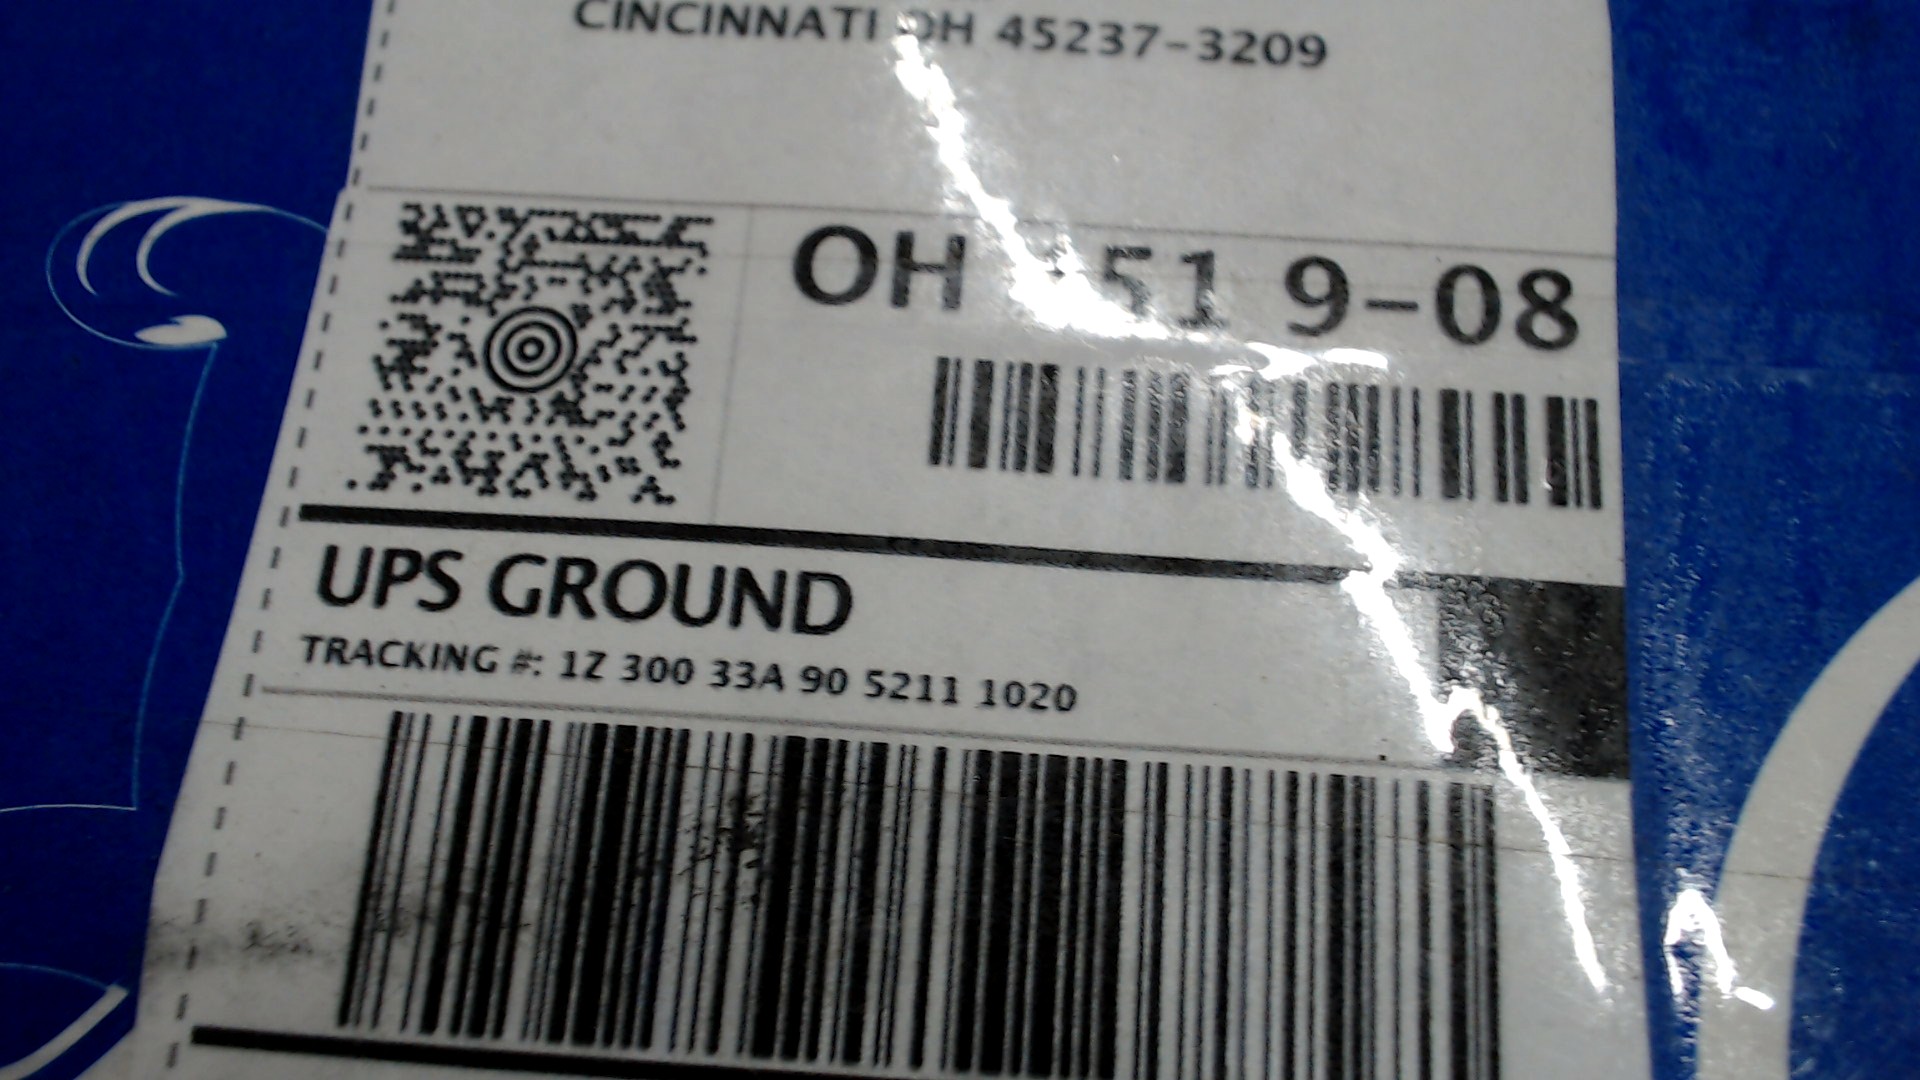 CINCINNATI OH 45237-3209
OH 9-08
UPS GROUND
TRACKING #: 1Z 300 33A 90 5211 1020